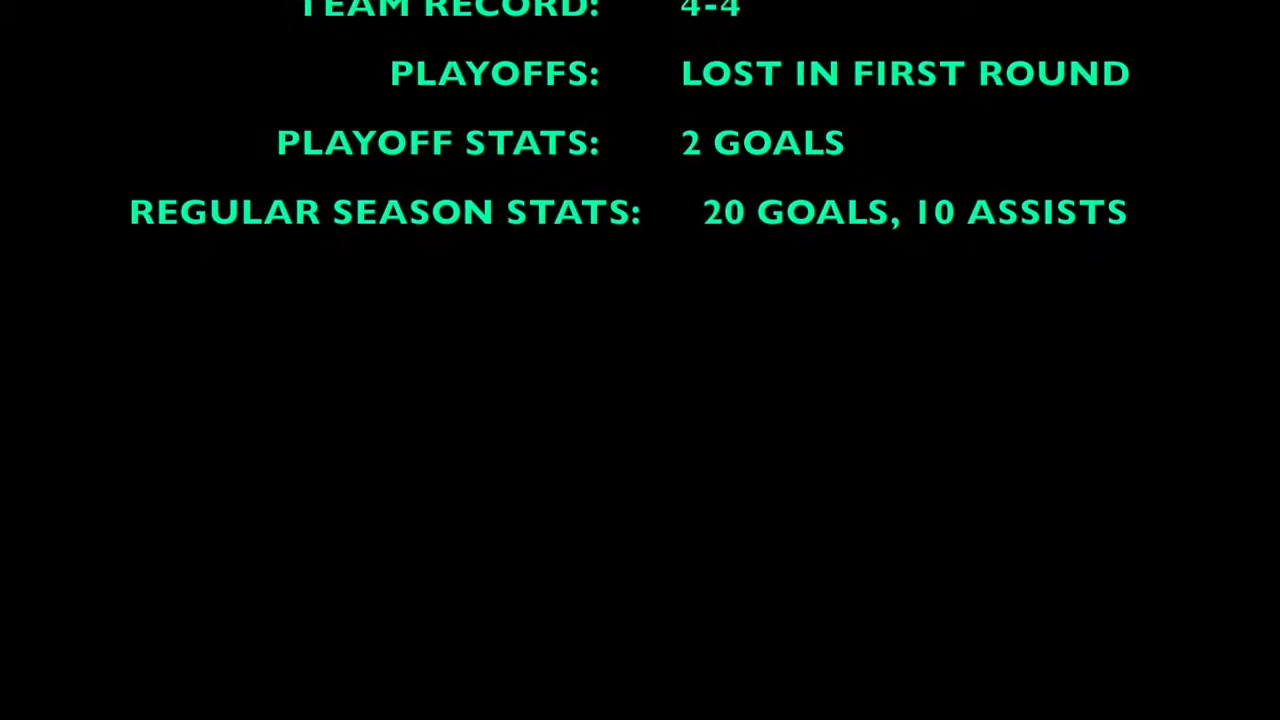 TEAM RECORD: 4-4
PLAYOFFS: LOST IN FIRST ROUND
PLAYOFF STATS: 2 GOALS
REGULAR SEASON STATS: 20 GOALS, 10 ASSISTS